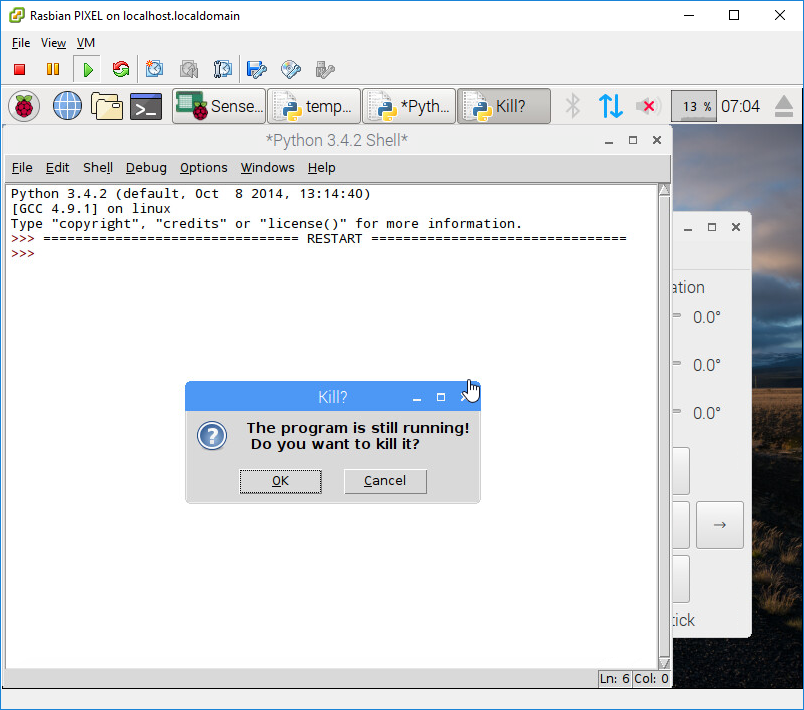 Rasbian PIXEL on localhost.localdomain
File View VM
Sense... temp... *Pyth... Kill? 13 % 07:04
*Python 3.4.2 Shell*
File Edit Shell Debug Options Windows Help
Python 3.4.2 (default, Oct  8 2014, 13:14:40)
[GCC 4.9.1] on linux
Type "copyright", "credits" or "license()" for more information.
>>> ================================ RESTART ================================
>>>
ation
0.0°
0.0°
0.0°
→
tick
Kill?
The program is still running!
Do you want to kill it?
OK Cancel
Ln: 6 Col: 0